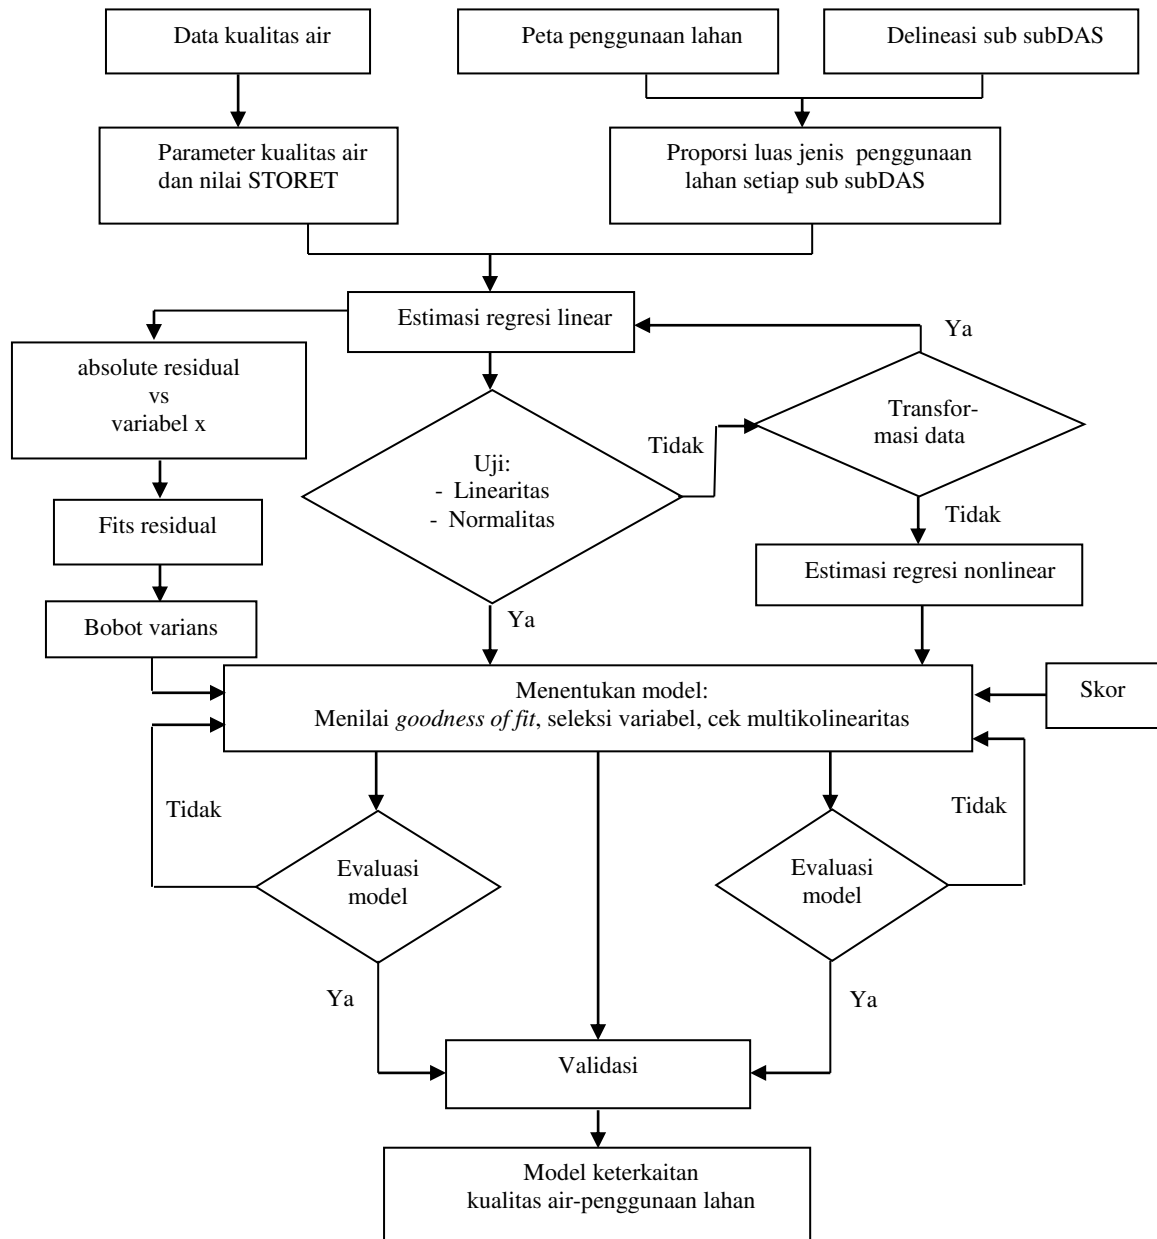 Data kualitas air
Peta penggunaan lahan
Delineasi sub subDAS
Parameter kualitas air
dan nilai STORET
Proporsi luas jenis penggunaan
lahan setiap sub subDAS
Estimasi regresi linear
Ya
absolute residual
vs
variabel x
Transfor-
masi data
Tidak
Uji:
- Linearitas
- Normalitas
Fits residual
Tidak
Estimasi regresi nonlinear
Bobot varians
Ya
Menentukan model:
Menilai goodness of fit, seleksi variabel, cek multikolinearitas
Skor
Tidak
Tidak
Evaluasi
model
Evaluasi
model
Ya
Ya
Validasi
Model keterkaitan
kualitas air-penggunaan lahan